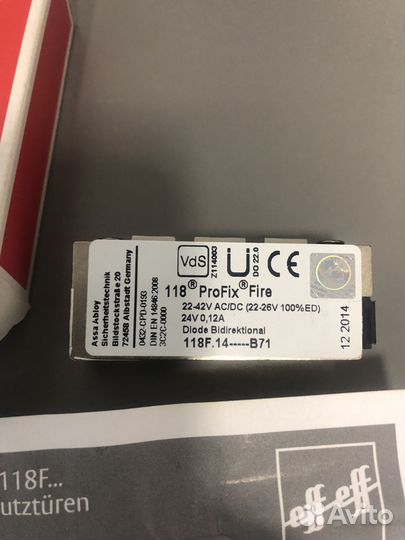 VdS
Z114003
Ü
DO 22.0
CE
118® ProFix® Fire
22-42V AC/DC (22-26V 100%ED)
24V 0,12A
Diode Bidirektional
118F.14-----B71
12 2014
Assa Abloy
Sicherheitstechnik
Bildstockstraße 20
72458 Albstadt Germany
0432-CPD-0193
DIN EN 14846:2008
3C2C-0000
118F...
utztüren
eff eff
Avito